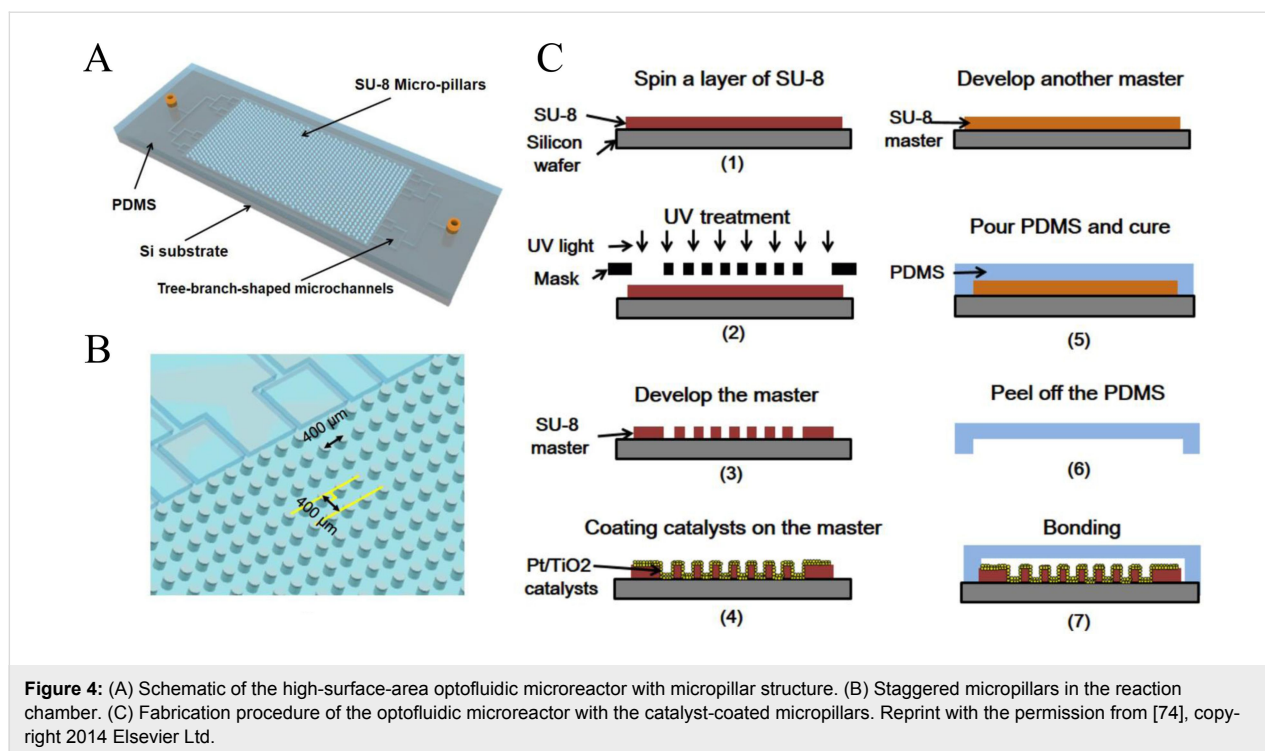 A
SU-8 Micro-pillars
PDMS
Si substrate
Tree-branch-shaped microchannels
B
400 µm
400 µm
C
Spin a layer of SU-8
SU-8
Silicon
wafer
(1)
UV treatment
UV light
Mask
(2)
Develop the master
SU-8
master
(3)
Coating catalysts on the master
Pt/TiO2
catalysts
(4)
Develop another master
SU-8
master
Pour PDMS and cure
PDMS
(5)
Peel off the PDMS
(6)
Bonding
(7)
Figure 4: (A) Schematic of the high-surface-area optofluidic microreactor with micropillar structure. (B) Staggered micropillars in the reaction
chamber. (C) Fabrication procedure of the optofluidic microreactor with the catalyst-coated micropillars. Reprint with the permission from [74], copy-
right 2014 Elsevier Ltd.